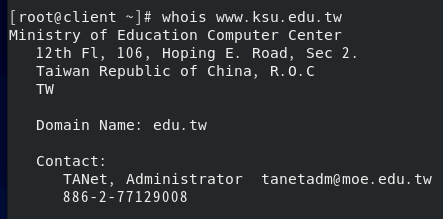 [root@client ~]# whois www.ksu.edu.tw
Ministry of Education Computer Center
12th Fl, 106, Hoping E. Road, Sec 2.
Taiwan Republic of China, R.O.C
TW
Domain Name: edu.tw
Contact:
TANet, Administrator  tanetadm@moe.edu.tw
886-2-77129008